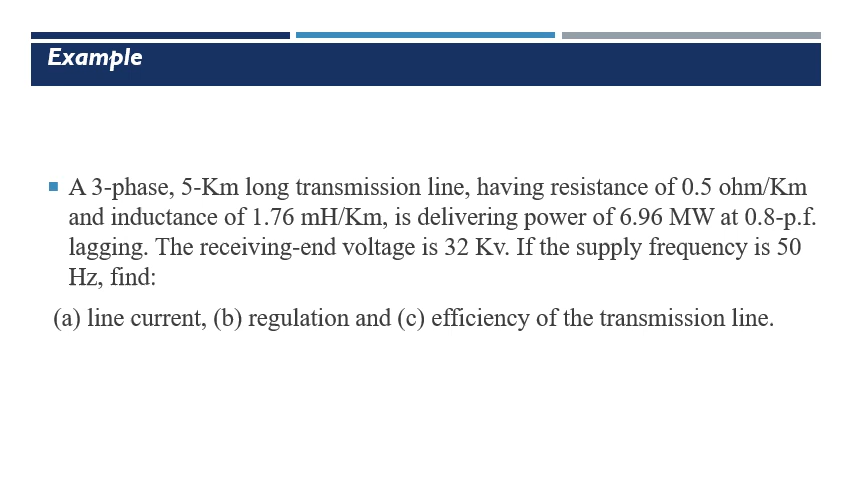 Example
A 3-phase, 5-Km long transmission line, having resistance of 0.5 ohm/Km
and inductance of 1.76 mH/Km, is delivering power of 6.96 MW at 0.8-p.f.
lagging. The receiving-end voltage is 32 Kv. If the supply frequency is 50
Hz, find:
(a) line current, (b) regulation and (c) efficiency of the transmission line.